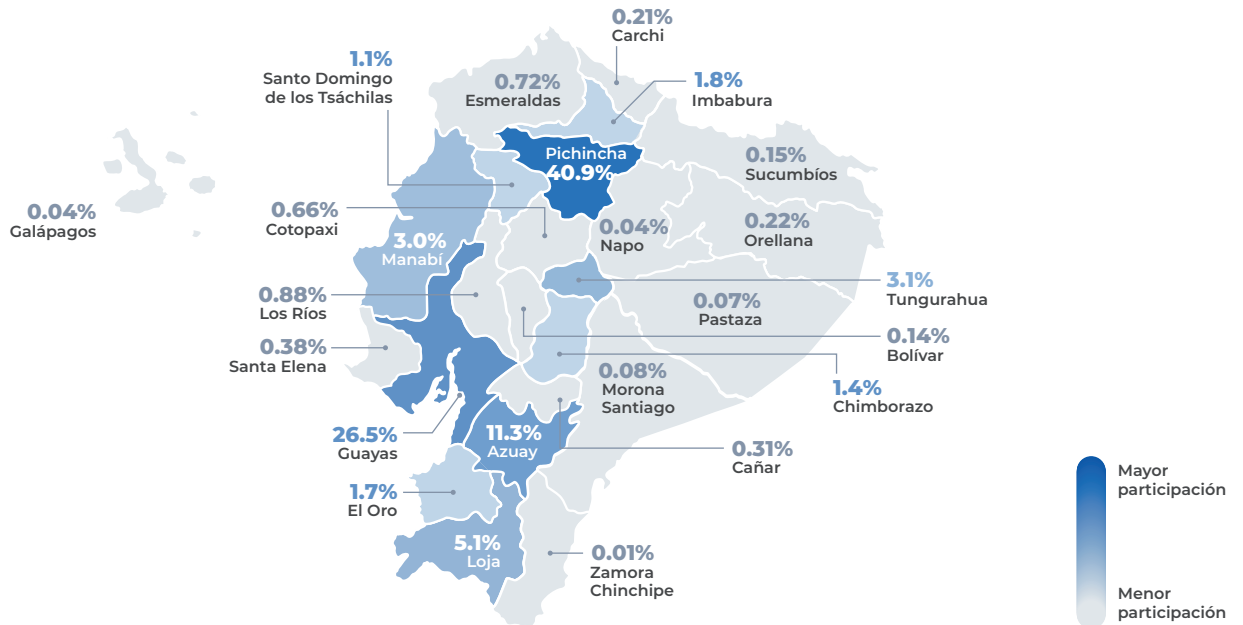 0.21%
Carchi
1.1%
Santo Domingo
de los Tsáchilas
0.72%
Esmeraldas
1.8%
Imbabura
Pichincha
40.9%
0.15%
Sucumbíos
0.04%
Galápagos
0.66%
Cotopaxi
3.0%
Manabí
0.04%
Napo
0.22%
Orellana
0.88%
Los Ríos
3.1%
Tungurahua
0.07%
Pastaza
0.14%
Bolívar
0.38%
Santa Elena
0.08%
Morona
Santiago
1.4%
Chimborazo
26.5%
Guayas
11.3%
Azuay
0.31%
Cañar
1.7%
El Oro
5.1%
Loja
0.01%
Zamora
Chinchipe
Mayor
participación
Menor
participación